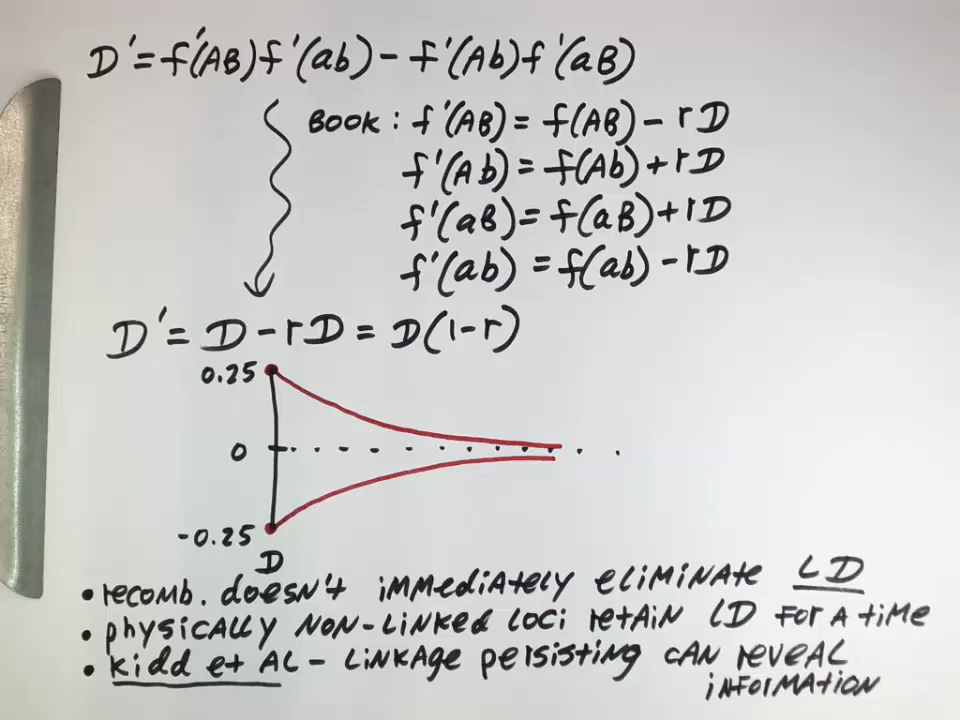 D' = f'(AB)f'(ab) - f'(Ab)f'(aB)
BOOK: f'(AB) = f(AB) - rD
f'(Ab) = f(Ab) + rD
f'(aB) = f(aB) + rD
f'(ab) = f(ab) - rD
D' = D - rD = D(1-r)
0.25
0
-0.25
D
• recomb. doesn't immediately eliminate LD
• physically non-linked loci retain LD for a time
• Kidd et al - linkage persisting can reveal
information